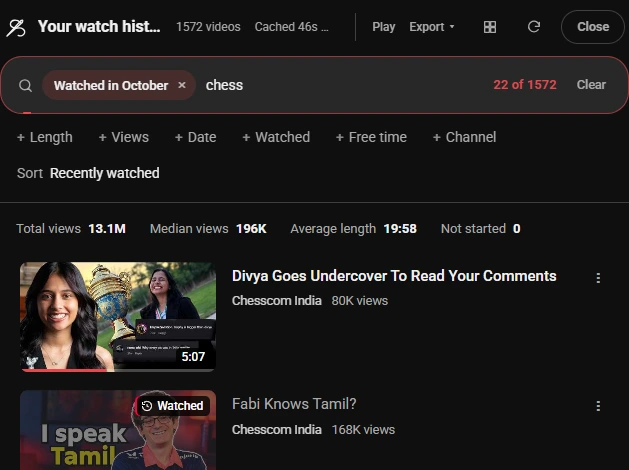 Your watch hist... 1572 videos Cached 46s ... Play Export Close
Watched in October × chess 22 of 1572 Clear
+ Length + Views + Date + Watched + Free time + Channel
Sort Recently watched
Total views 13.1M Median views 196K Average length 19:58 Not started 0
Divya Goes Undercover To Read Your Comments
Chesscom India 80K views
5:07
Watched
I speak
Tamil
Fabi Knows Tamil?
Chesscom India 168K views